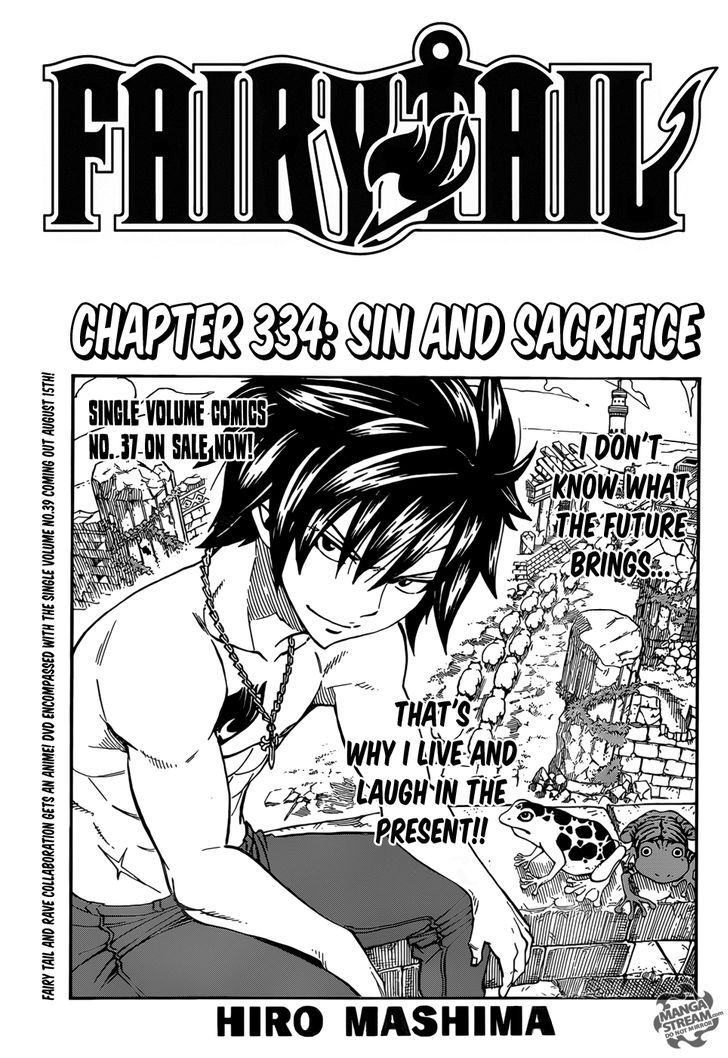 FAIRY TAIL
CHAPTER 334: SIN AND SACRIFICE
SINGLE VOLUME COMICS
NO. 37 ON SALE NOW!
I DON'T
KNOW WHAT
THE FUTURE
BRINGS...
THAT'S
WHY I LIVE AND
LAUGH IN THE
PRESENT!!
FAIRY TAIL AND RAVE COLLABORATION GETS AN ANIME! DVD ENCOMPASSED WITH THE SINGLE VOLUME NO.39 COMING OUT AUGUST 15TH!
HIRO MASHIMA
MANGA
STREAM.com
DO NOT MIRROR